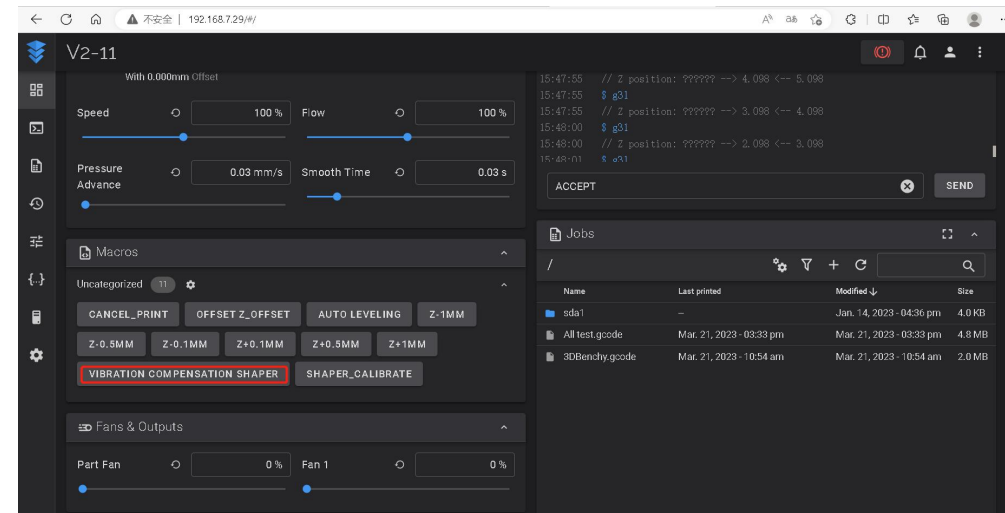 不安全 | 192.168.7.29/#/
V2-11
With 0.000mm Offset
Speed 100 % Flow 100 %
Pressure Advance 0.03 mm/s Smooth Time 0.03 s
Macros
Uncategorized 11
CANCEL_PRINT OFFSET Z_OFFSET AUTO LEVELING Z-1MM
Z-0.5MM Z-0.1MM Z+0.1MM Z+0.5MM Z+1MM
VIBRATION COMPENSATION SHAPER SHAPER_CALIBRATE
Fans & Outputs
Part Fan 0 % Fan 1 0 %
15:47:55 // Z position: ?????? --> 4.098 <-- 5.098
15:47:55 $ g31
15:47:55 // Z position: ?????? --> 3.098 <-- 4.098
15:48:00 $ g31
15:48:00 // Z position: ?????? --> 2.098 <-- 3.098
15:48:01 $ g31
ACCEPT SEND
Jobs
/
Name Last printed Modified Size
sda1 – Jan. 14, 2023 - 04:36 pm 4.0 KB
All test.gcode Mar. 21, 2023 - 03:33 pm Mar. 21, 2023 - 03:33 pm 4.8 MB
3DBenchy.gcode Mar. 21, 2023 - 10:54 am Mar. 21, 2023 - 10:54 am 2.0 MB